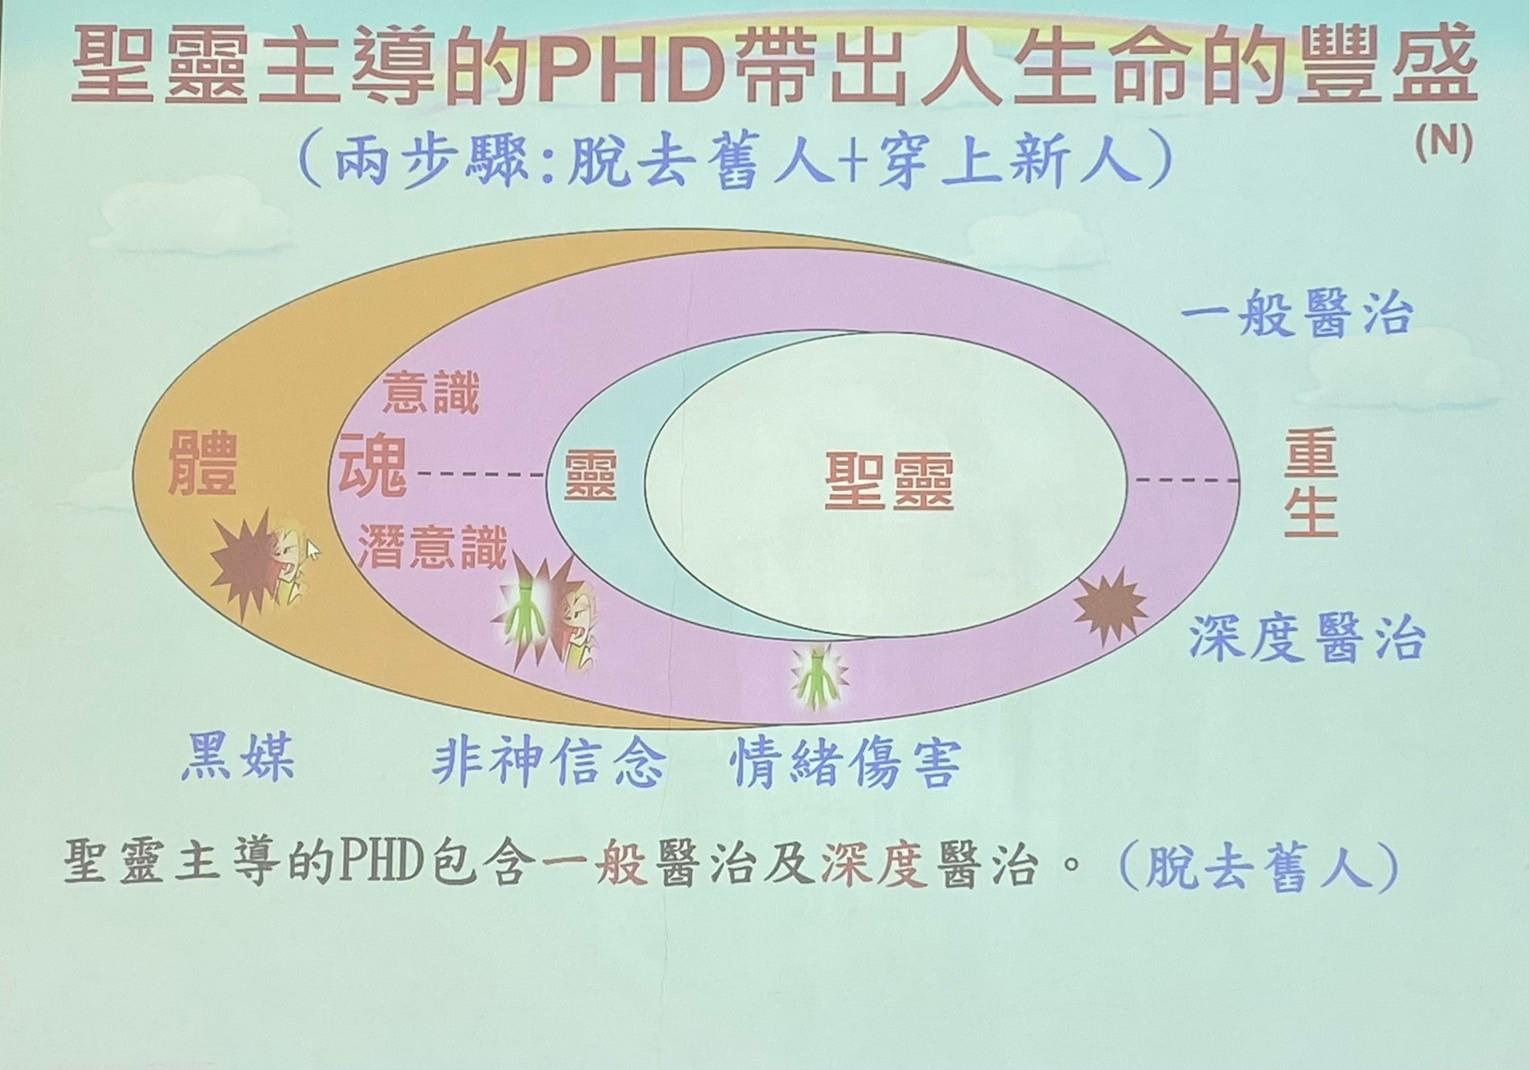 聖靈主導的PHD帶出人生命的豐盛
(N)
（兩步驟:脫去舊人+穿上新人）
一般醫治
意識
體
魂
靈
聖靈
重生
潛意識
深度醫治
黑媒
非神信念
情緒傷害
聖靈主導的PHD包含一般醫治及深度醫治。（脫去舊人）